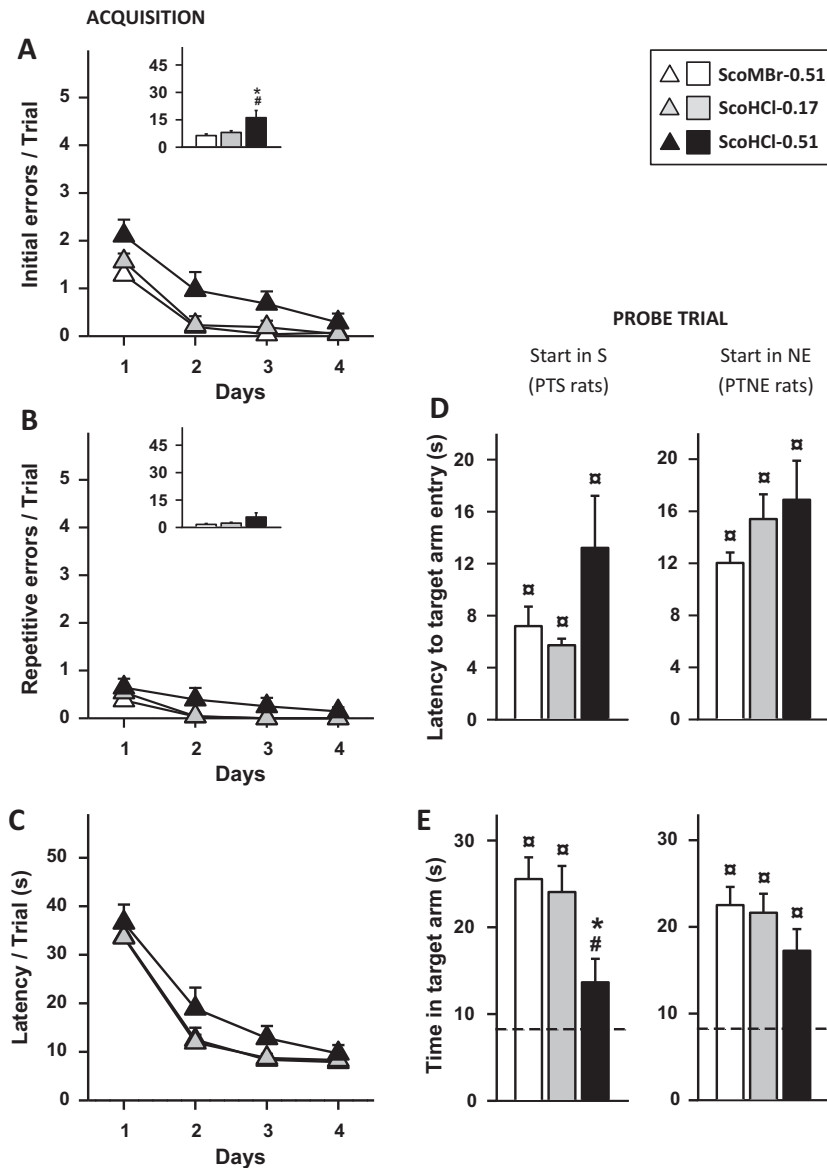 ACQUISITION
A
Initial errors / Trial
5
4
3
2
1
0
45
30
15
0
*
#
1 2 3 4
Days
ScoMBr-0.51
ScoHCl-0.17
ScoHCl-0.51
B
Repetitive errors / Trial
5
4
3
2
1
0
45
30
15
0
1 2 3 4
Days
C
Latency / Trial (s)
50
40
30
20
10
0
1 2 3 4
Days
PROBE TRIAL
Start in S
(PTS rats)
Start in NE
(PTNE rats)
D
Latency to target arm entry (s)
20
16
12
8
4
0
¤ ¤ ¤
20
16
12
8
4
0
¤ ¤ ¤
E
Time in target arm (s)
30
20
10
0
¤ ¤
*
#
30
20
10
0
¤ ¤ ¤